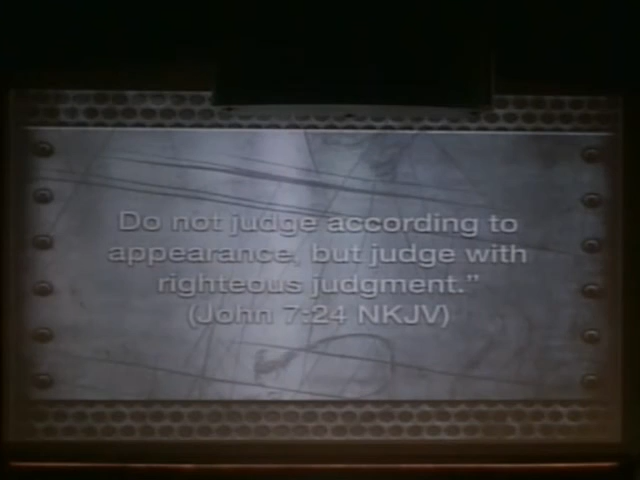 Do not judge according to
appearance, but judge with
righteous judgment.”
(John 7:24 NKJV)